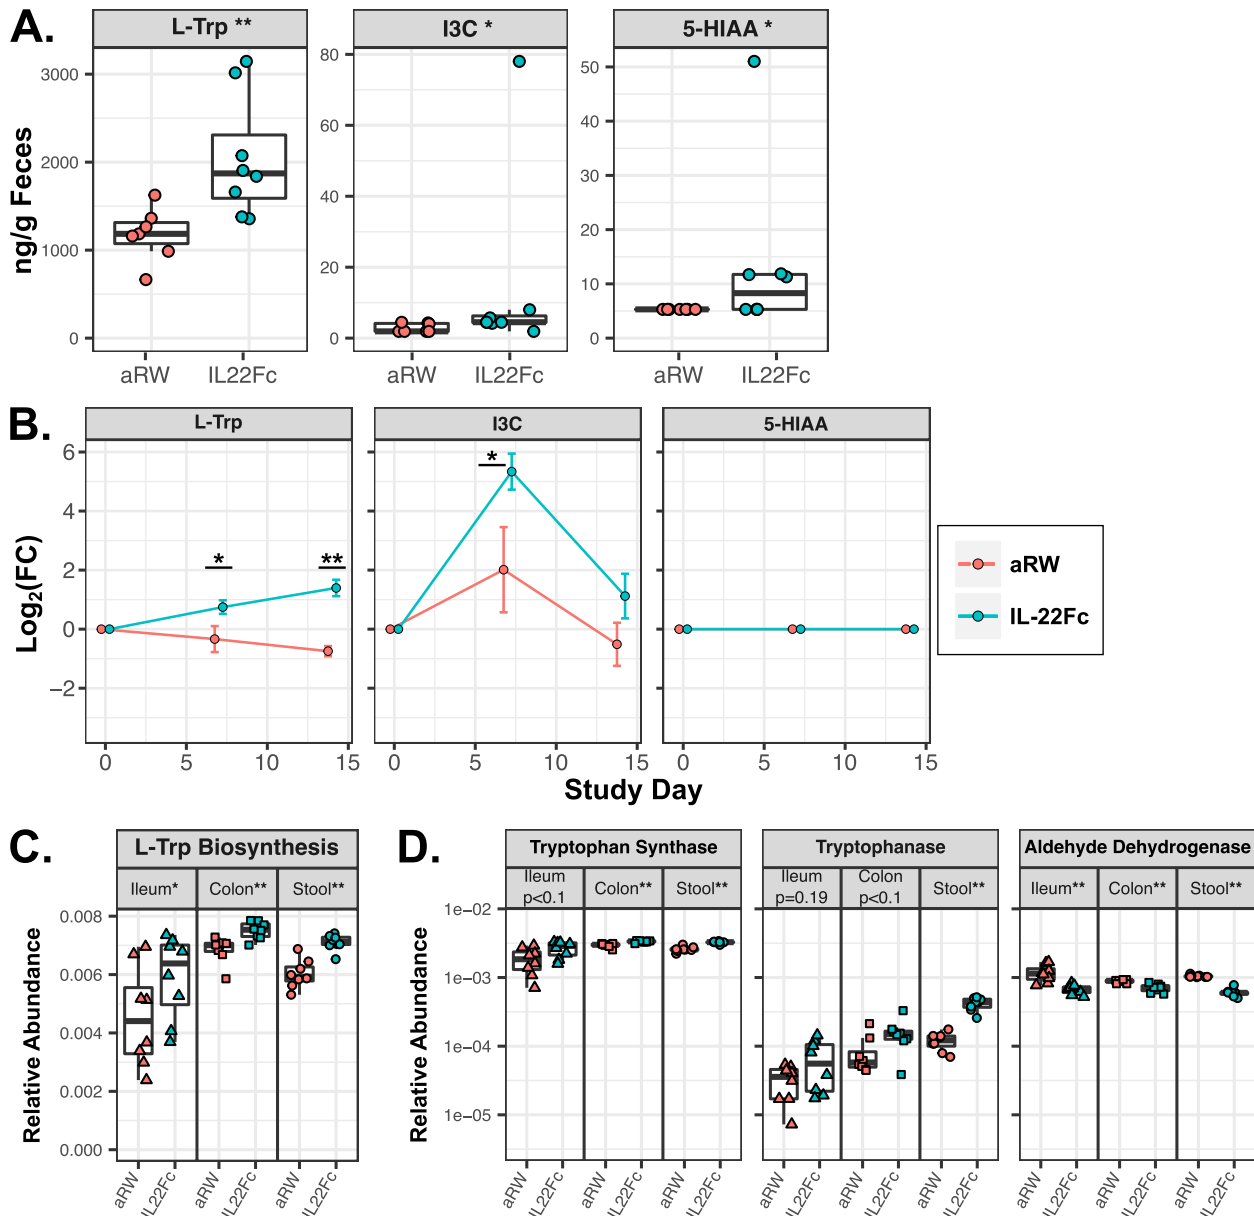 A.
L-Trp **
I3C *
5-HIAA *
ng/g Feces
3000
2000
1000
0
80
60
40
20
0
50
40
30
20
10
0
aRW
IL22Fc
aRW
IL22Fc
aRW
IL22Fc
B.
L-Trp
I3C
5-HIAA
Log2(FC)
6
4
2
0
−2
*
**
*
0
5
10
15
0
5
10
15
0
5
10
15
Study Day
aRW
IL-22Fc
C.
L-Trp Biosynthesis
Ileum*
Colon**
Stool**
Relative Abundance
0.008
0.006
0.004
0.002
0.000
aRW
IL22Fc
aRW
IL22Fc
aRW
IL22Fc
D.
Tryptophan Synthase
Tryptophanase
Aldehyde Dehydrogenase
Ileum
p<0.1
Colon**
Stool**
Ileum
p=0.19
Colon
p<0.1
Stool**
Ileum**
Colon**
Stool**
Relative Abundance
1e−02
1e−03
1e−04
1e−05
aRW
IL22Fc
aRW
IL22Fc
aRW
IL22Fc
aRW
IL22Fc
aRW
IL22Fc
aRW
IL22Fc
aRW
IL22Fc
aRW
IL22Fc
aRW
IL22Fc